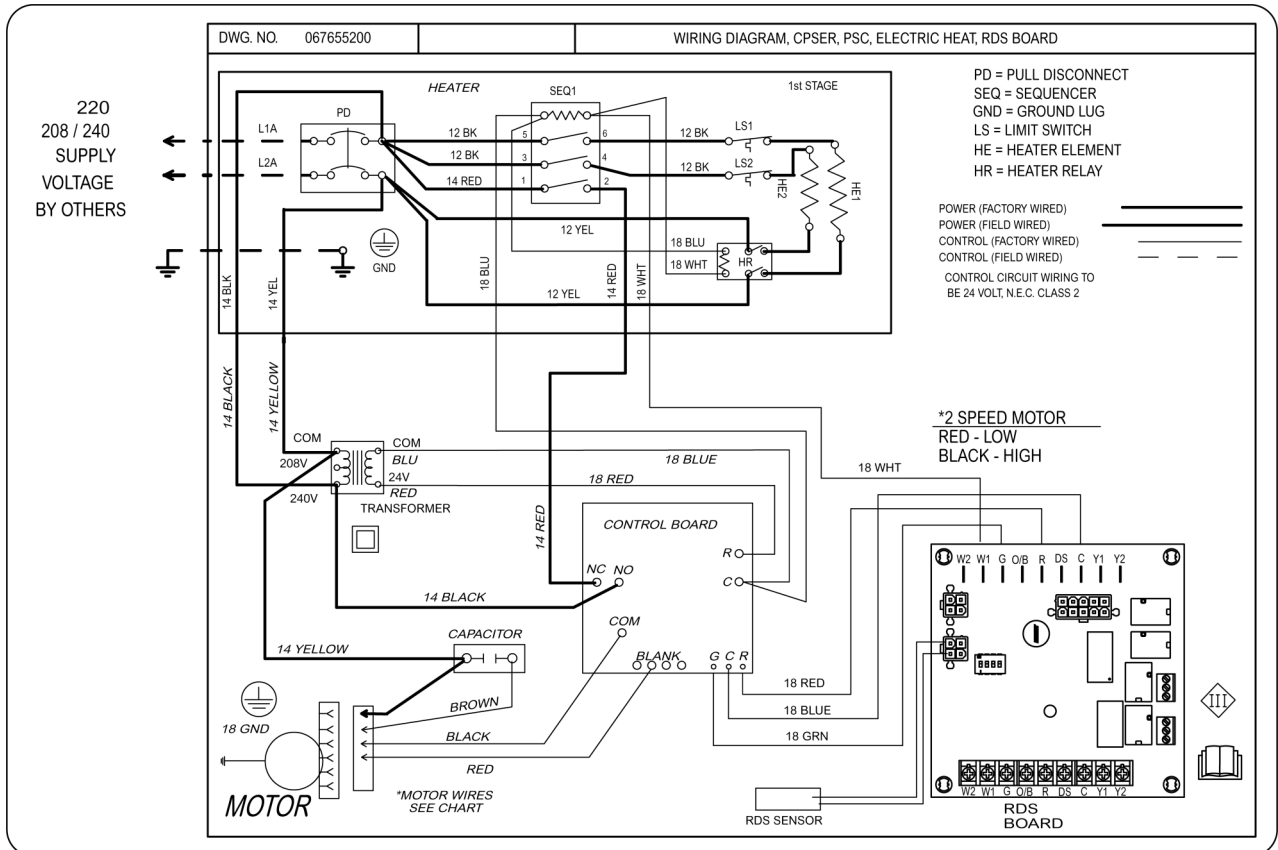 DWG. NO. 067655200
WIRING DIAGRAM, CPSER, PSC, ELECTRIC HEAT, RDS BOARD
220
208 / 240
SUPPLY
VOLTAGE
BY OTHERS
HEATER
1st STAGE
SEQ1
PD
L1A
L2A
12 BK
12 BK
14 RED
5
3
1
6
4
2
12 BK
12 BK
LS1
LS2
HE2
HE1
12 YEL
18 BLU
18 WHT
HR
12 YEL
GND
14 BLK
14 YEL
18 BLU
14 RED
18 WHT
PD = PULL DISCONNECT
SEQ = SEQUENCER
GND = GROUND LUG
LS = LIMIT SWITCH
HE = HEATER ELEMENT
HR = HEATER RELAY
POWER (FACTORY WIRED)
POWER (FIELD WIRED)
CONTROL (FACTORY WIRED)
CONTROL (FIELD WIRED)
CONTROL CIRCUIT WIRING TO
BE 24 VOLT, N.E.C. CLASS 2
14 BLACK
14 YELLOW
COM
208V
240V
COM
BLU
24V
RED
TRANSFORMER
18 BLUE
18 RED
14 RED
*2 SPEED MOTOR
RED - LOW
BLACK - HIGH
18 WHT
CONTROL BOARD
R
C
NC NO
COM
BLANK
G C R
14 BLACK
14 YELLOW
CAPACITOR
BROWN
BLACK
RED
18 GND
MOTOR
*MOTOR WIRES
SEE CHART
18 RED
18 BLUE
18 GRN
W2 W1 G O/B R DS C Y1 Y2
W2 W1 G O/B R DS C Y1 Y2
III
RDS SENSOR
RDS
BOARD